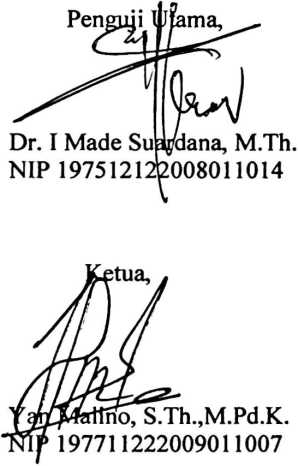 Penguji Utama,
Dr. I Made Suardana, M.Th.
NIP 197512122008011014
Ketua,
Yan Malino, S.Th.,M.Pd.K.
NIP 197711222009011007